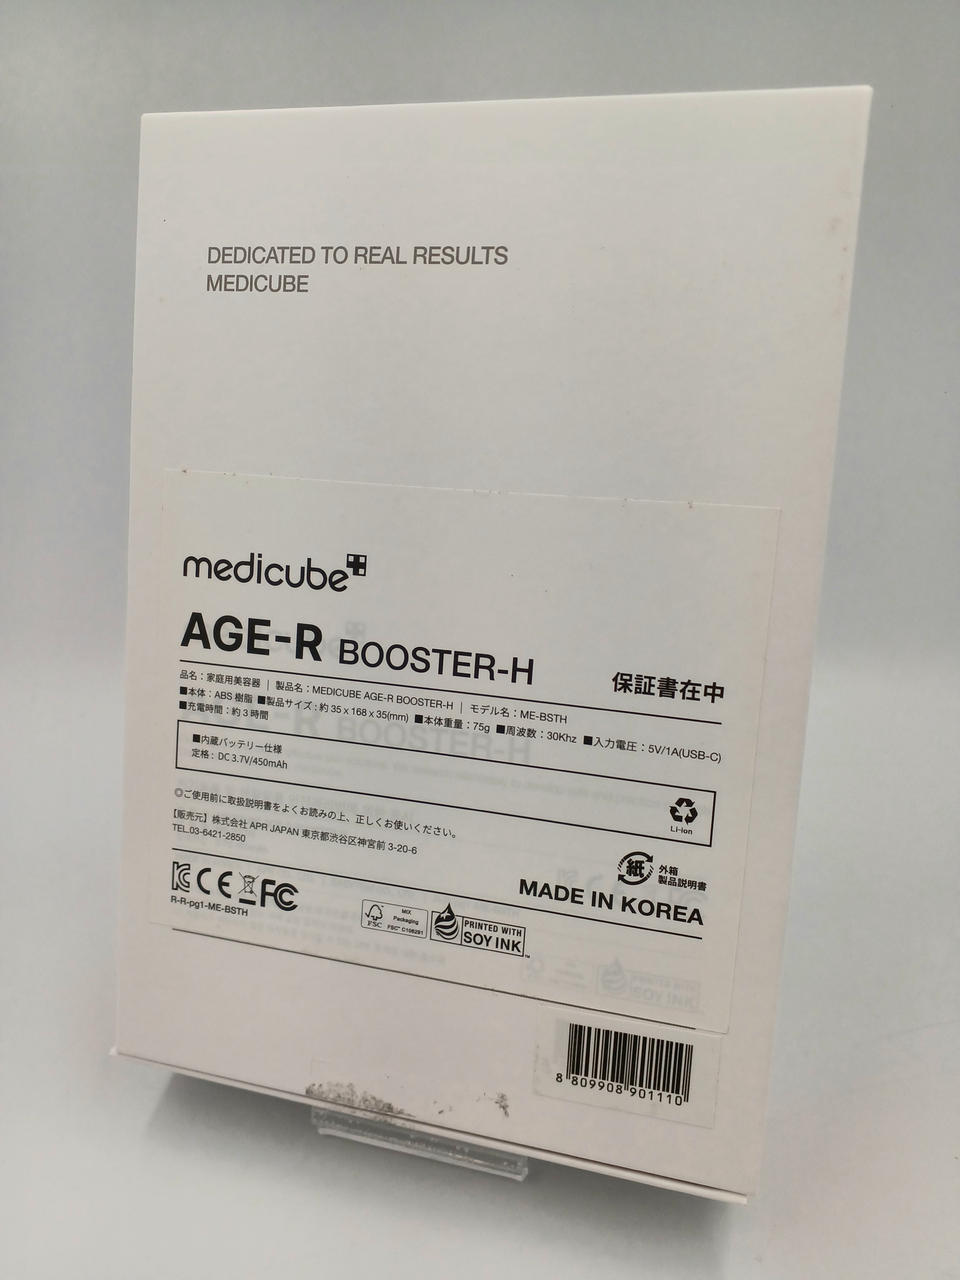 DEDICATED TO REAL RESULTS
MEDICUBE
medicube
AGE-R BOOSTER-H
保証書在中
品名：家庭用美容器 | 製品名：MEDICUBE AGE-R BOOSTER-H | モデル名：ME-BSTH
■本体：ABS 樹脂 ■製品サイズ：約 35 x 168 x 35(mm) ■本体重量：75g ■周波数：30Khz ■入力電圧：5V/1A(USB-C)
■充電時間：約 3 時間
■内蔵バッテリー仕様
定格：DC 3.7V/450mAh
Li-ion
◎ご使用前に取扱説明書をよくお読みの上、正しくお使いください。
【販売元】株式会社 APR JAPAN 東京都渋谷区神宮前 3-20-6
TEL.03-6421-2850
紙 外箱
製品説明書
CE FC
R-R-pg1-ME-BSTH
MADE IN KOREA
FSC
MIX
Packaging
FSC™ C108291
PRINTED WITH
SOY INK™
8 809908 901110